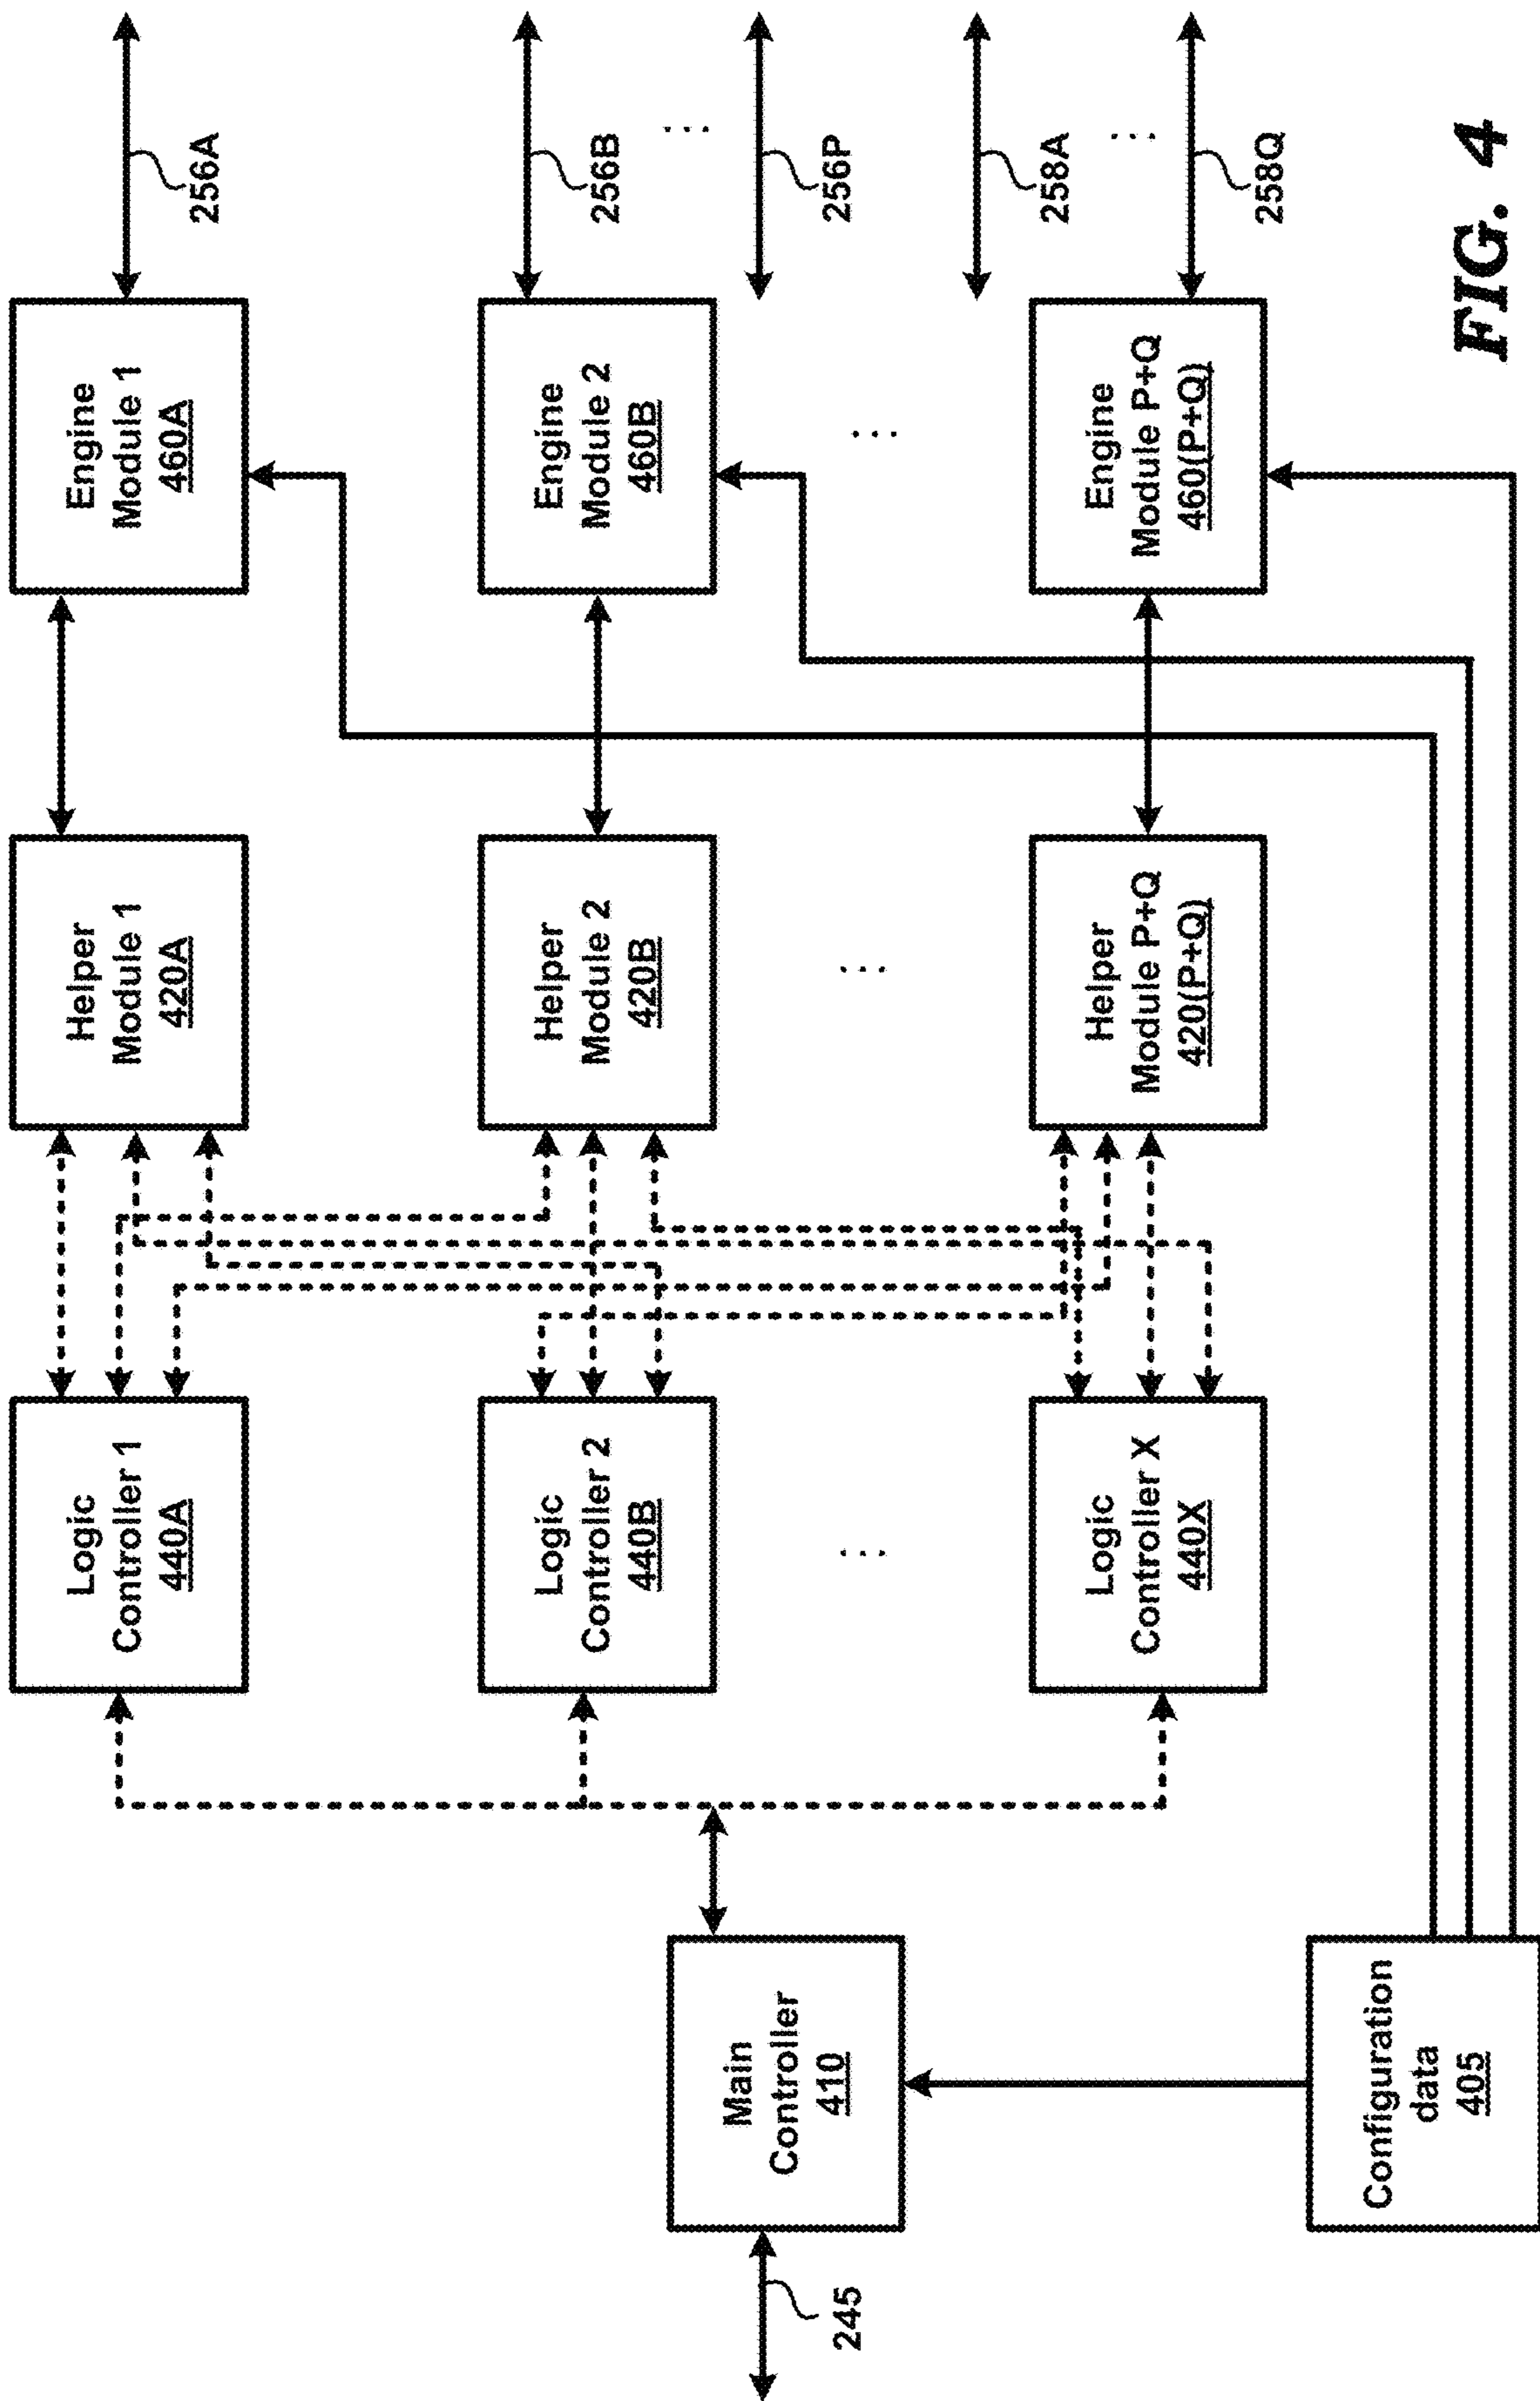 245
Main
Controller
410
Configuration
data
405
Logic
Controller 1
440A
Logic
Controller 2
440B
...
Logic
Controller X
440X
Helper
Module 1
420A
Helper
Module 2
420B
...
Helper
Module P+Q
420(P+Q)
Engine
Module 1
460A
Engine
Module 2
460B
...
Engine
Module P+Q
460(P+Q)
256A
256B
...
256P
258A
...
258Q
FIG. 4